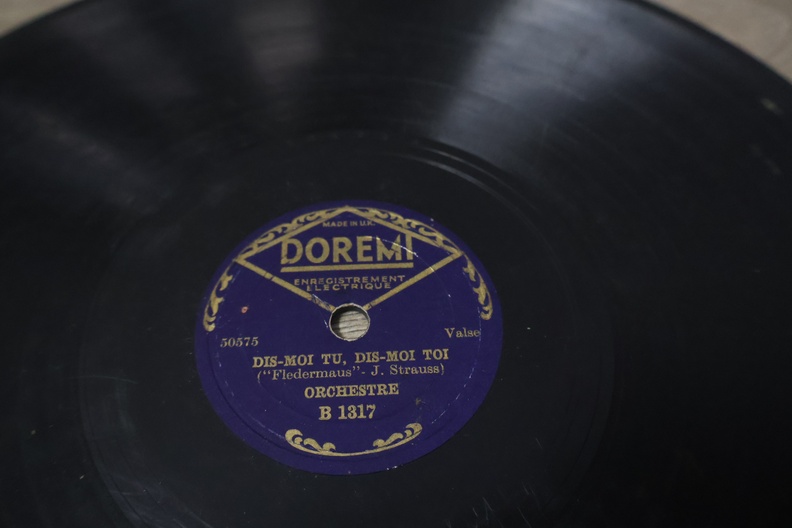 MADE IN U.K.
DOREMI
ENREGISTREMENT
ELECTRIQUE
50575
Valse
DIS-MOI TU, DIS-MOI TOI
("Fledermaus"- J. Strauss)
ORCHESTRE
B 1317